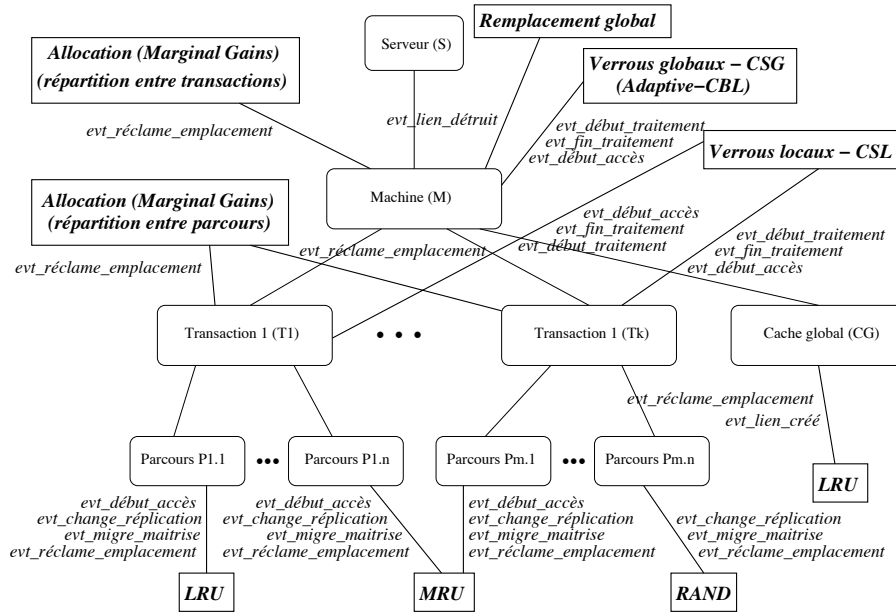 Remplacement global
Allocation (Marginal Gains)
(répartition entre transactions)
Serveur (S)
Verrous globaux − CSG
(Adaptive−CBL)
evt_réclame_emplacement
evt_lien_détruit
evt_début_traitement
evt_fin_traitement
evt_début_accès
Verrous locaux − CSL
Machine (M)
Allocation (Marginal Gains)
(répartition entre parcours)
evt_début_accès
evt_fin_traitement
evt_début_traitement
evt_réclame_emplacement
evt_réclame_emplacement
evt_début_traitement
evt_fin_traitement
evt_début_accès
Transaction 1 (T1)
• • •
Transaction 1 (Tk)
Cache global (CG)
evt_réclame_emplacement
evt_lien_créé
Parcours P1.1
•••
Parcours P1.n
Parcours Pm.1
•••
Parcours Pm.n
LRU
evt_début_accès
evt_change_réplication
evt_migre_maitrise
evt_réclame_emplacement
evt_début_accès
evt_change_réplication
evt_migre_maitrise
evt_réclame_emplacement
evt_début_accès
evt_change_réplication
evt_migre_maitrise
evt_réclame_emplacement
evt_change_réplication
evt_migre_maitrise
evt_réclame_emplacement
LRU
MRU
RAND